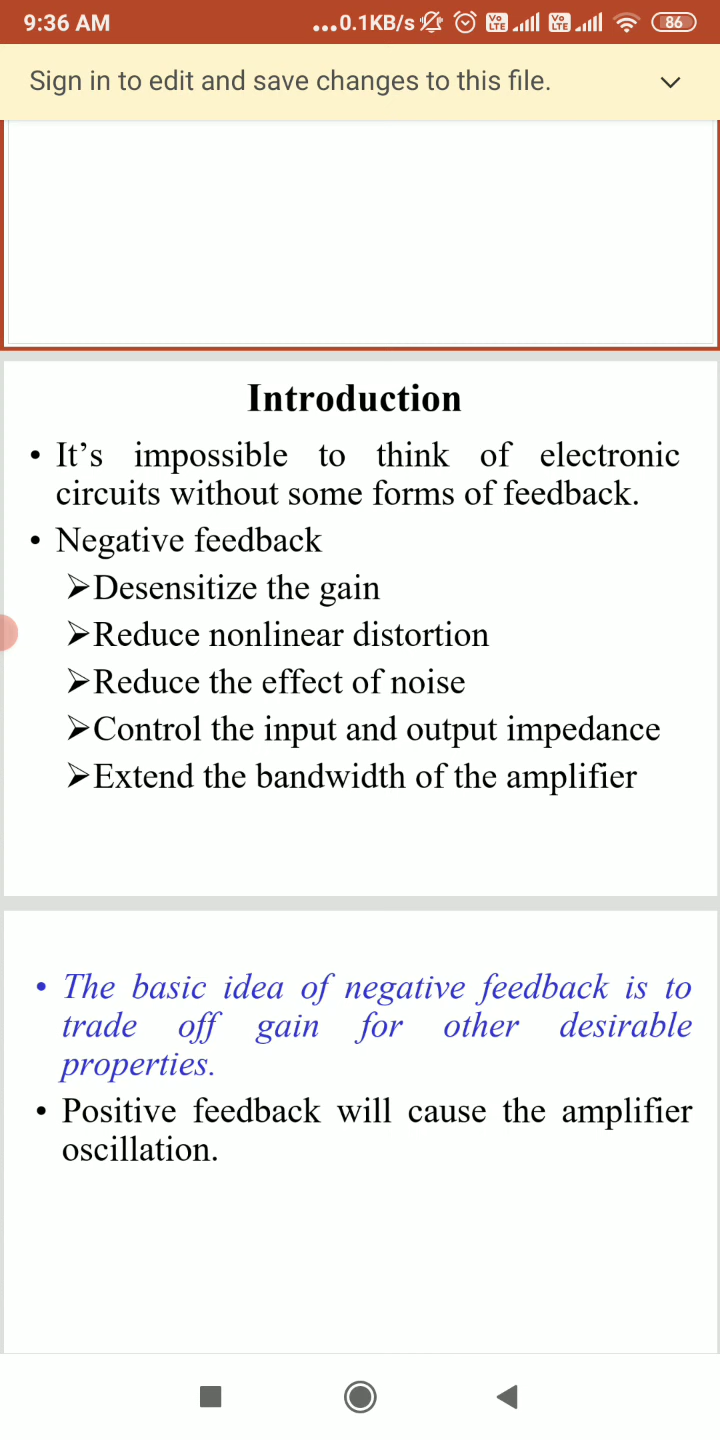 9:36 AM
...0.1KB/s Vo LTE Vo LTE 86
Sign in to edit and save changes to this file.
Introduction
• It’s impossible to think of electronic
circuits without some forms of feedback.
• Negative feedback
➢Desensitize the gain
➢Reduce nonlinear distortion
➢Reduce the effect of noise
➢Control the input and output impedance
➢Extend the bandwidth of the amplifier
• The basic idea of negative feedback is to
trade off gain for other desirable
properties.
• Positive feedback will cause the amplifier
oscillation.